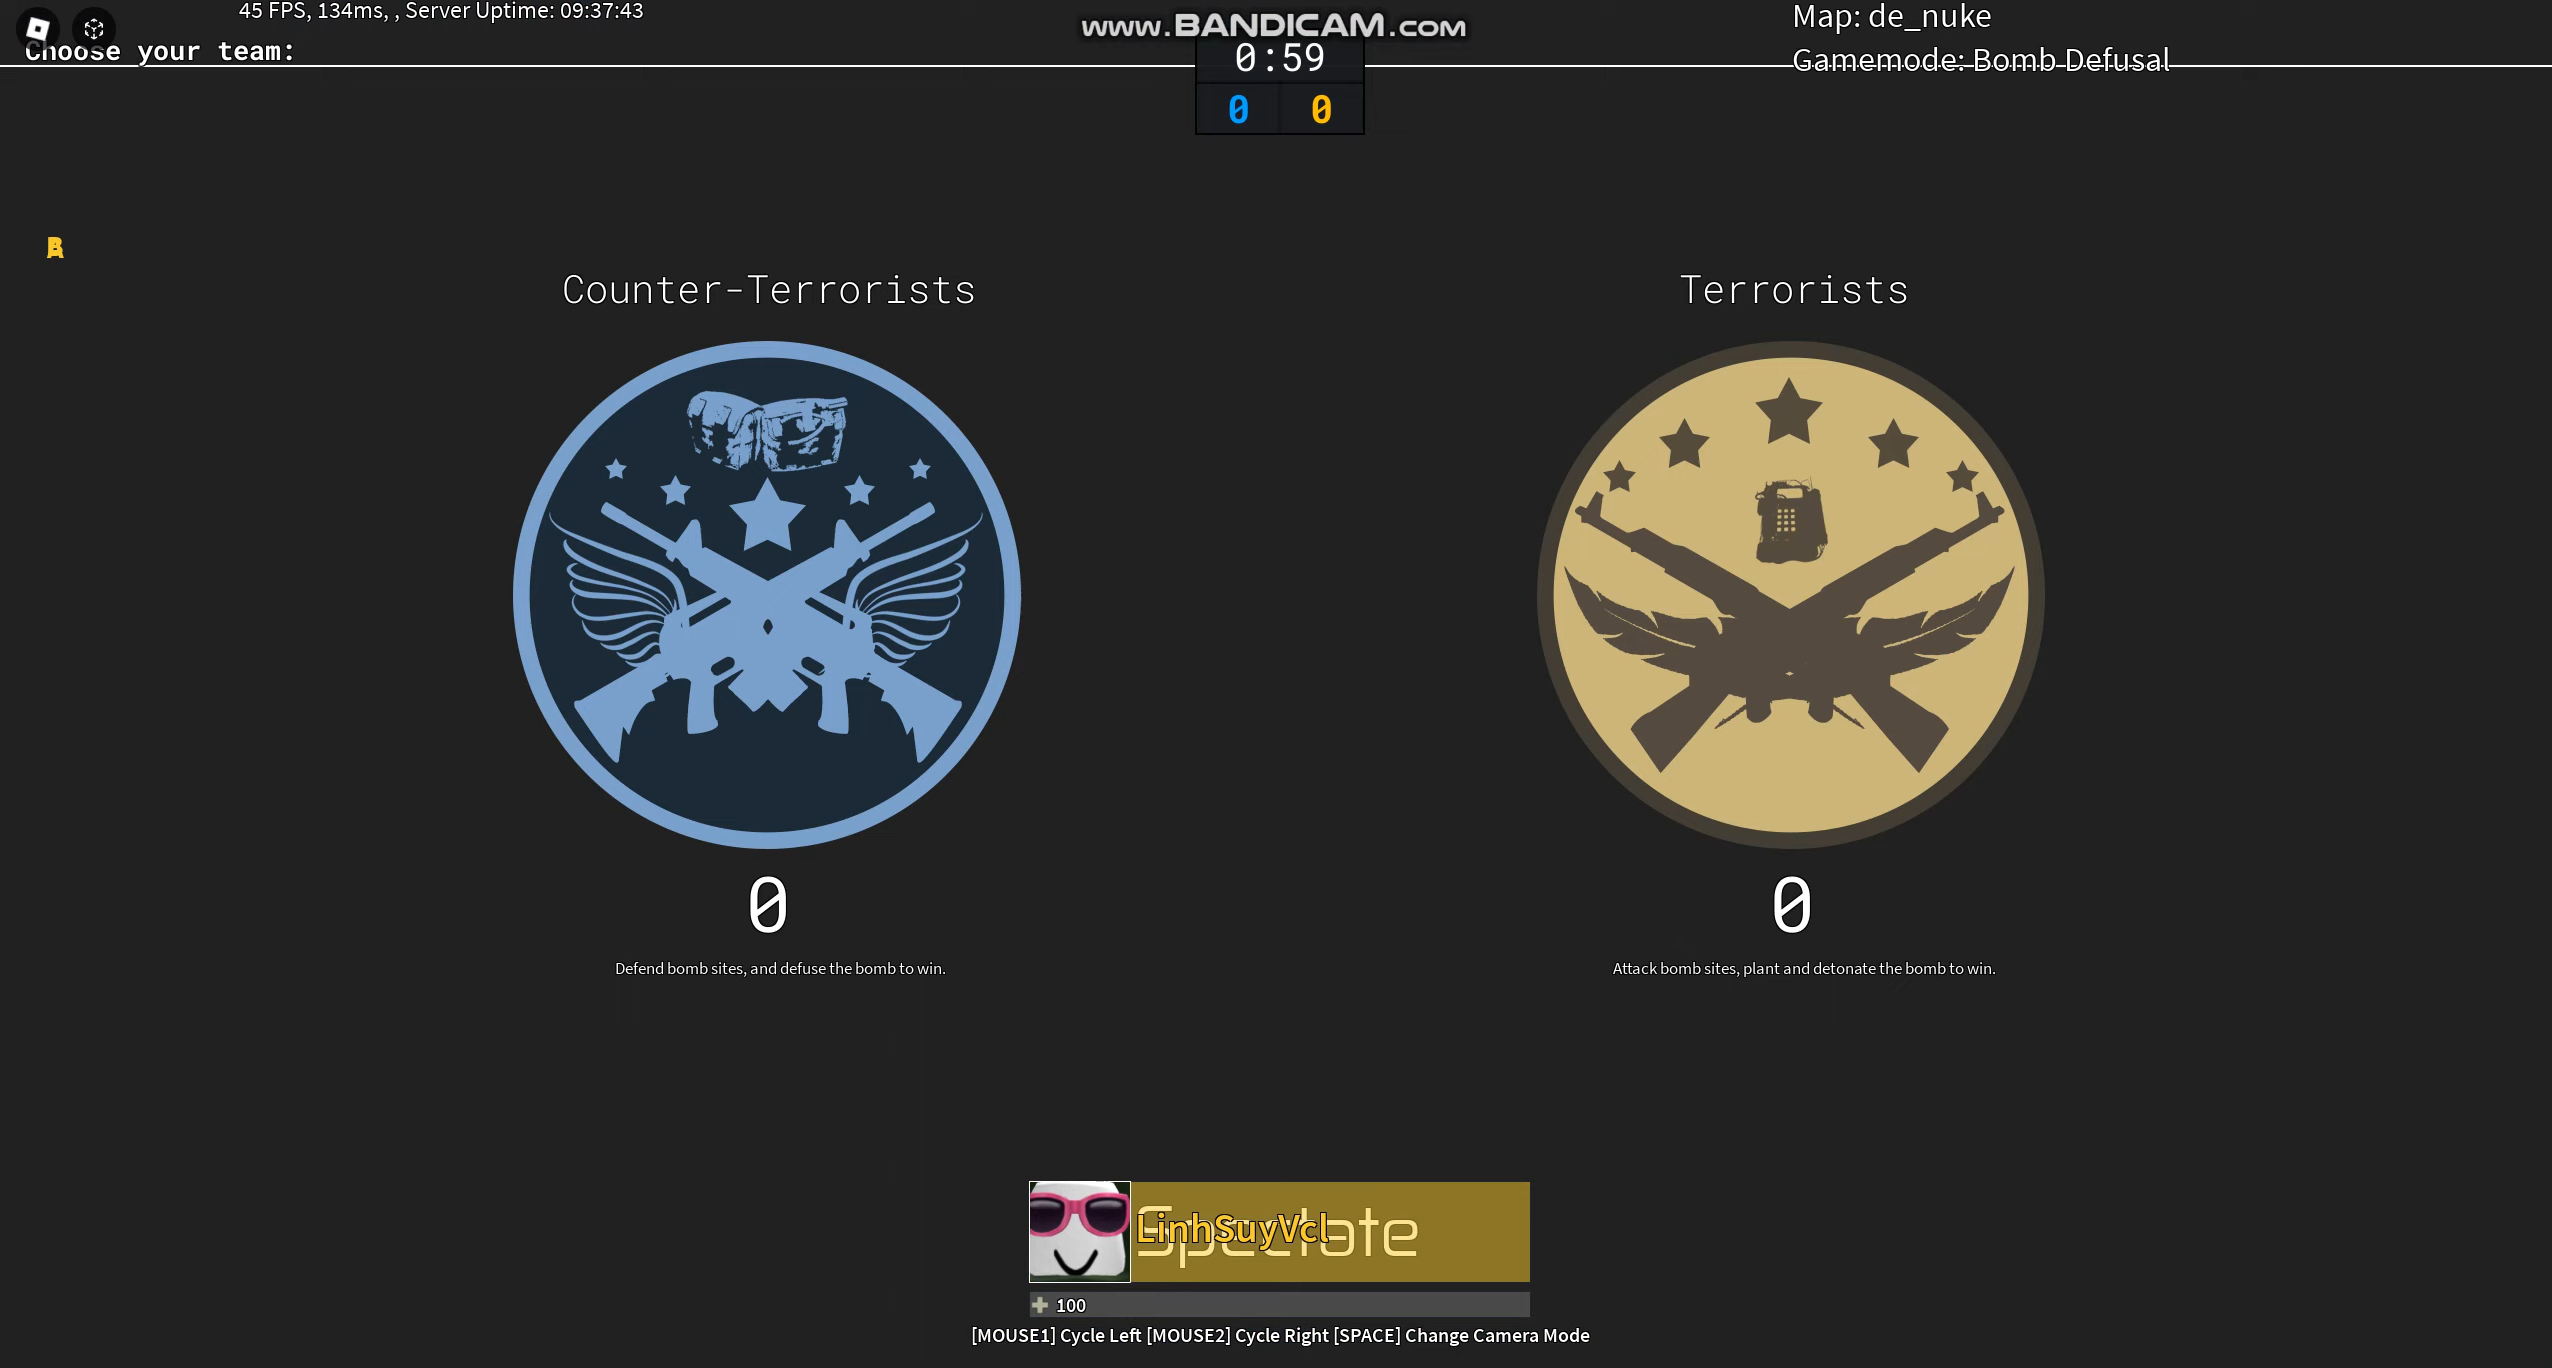 45 FPS, 134ms, , Server Uptime: 09:37:43
www.BANDICAM.com
Map: de_nuke
Choose your team:
0:59
Gamemode: Bomb Defusal
0 0
B
Counter-Terrorists
Terrorists
0
0
Defend bomb sites, and defuse the bomb to win.
Attack bomb sites, plant and detonate the bomb to win.
Spectate
LinhSuyVcl
100
[MOUSE1] Cycle Left [MOUSE2] Cycle Right [SPACE] Change Camera Mode